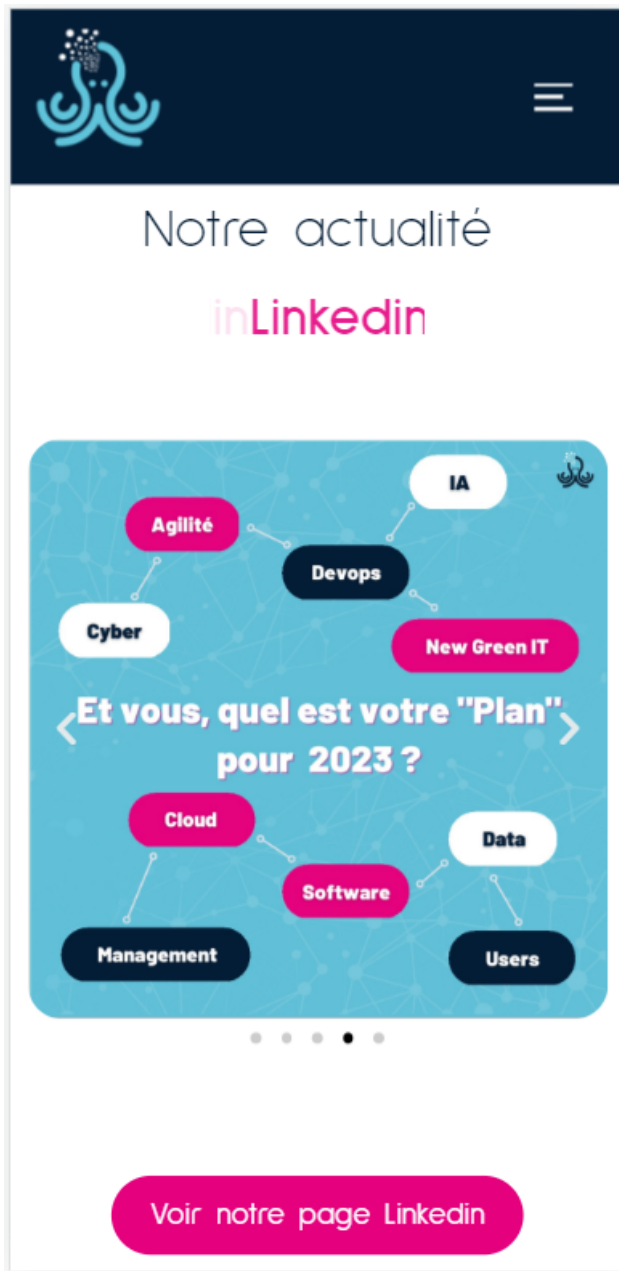 Notre actualité
inLinkedin
IA
Agilité
Devops
Cyber
New Green IT
Et vous, quel est votre "Plan"
pour 2023 ?
Cloud
Data
Software
Management
Users
Voir notre page Linkedin